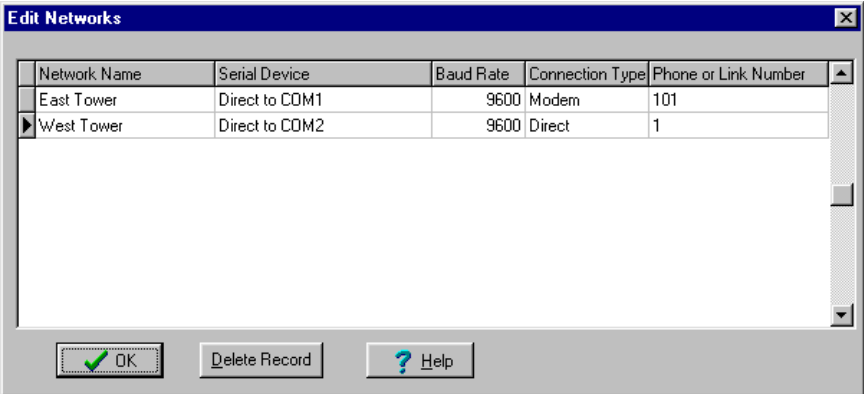 Edit Networks
Network Name Serial Device Baud Rate Connection Type Phone or Link Number
East Tower Direct to COM1 9600 Modem 101
West Tower Direct to COM2 9600 Direct 1
OK Delete Record ? Help